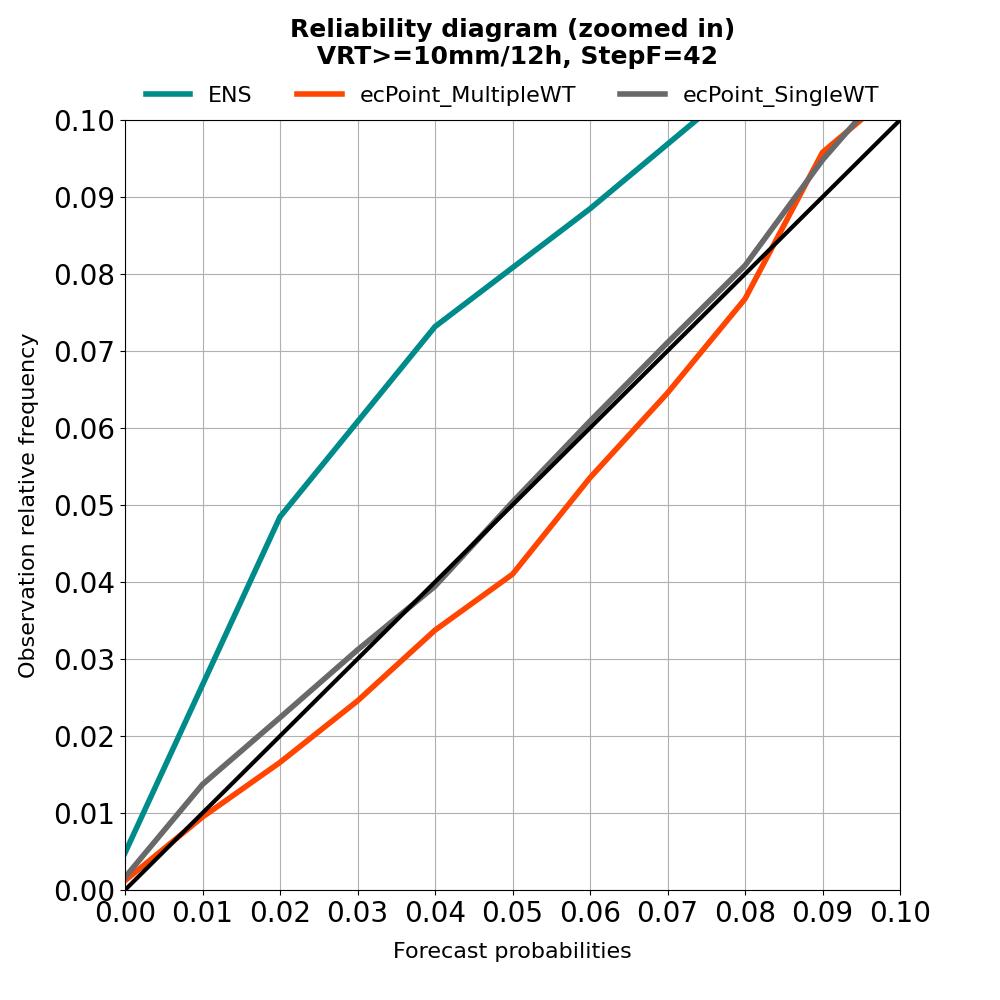 Reliability diagram (zoomed in)
VRT>=10mm/12h, StepF=42
ENS ecPoint_MultipleWT ecPoint_SingleWT
0.10
0.09
0.08
0.07
0.06
0.05
0.04
0.03
0.02
0.01
0.00
Observation relative frequency
0.00 0.01 0.02 0.03 0.04 0.05 0.06 0.07 0.08 0.09 0.10
Forecast probabilities